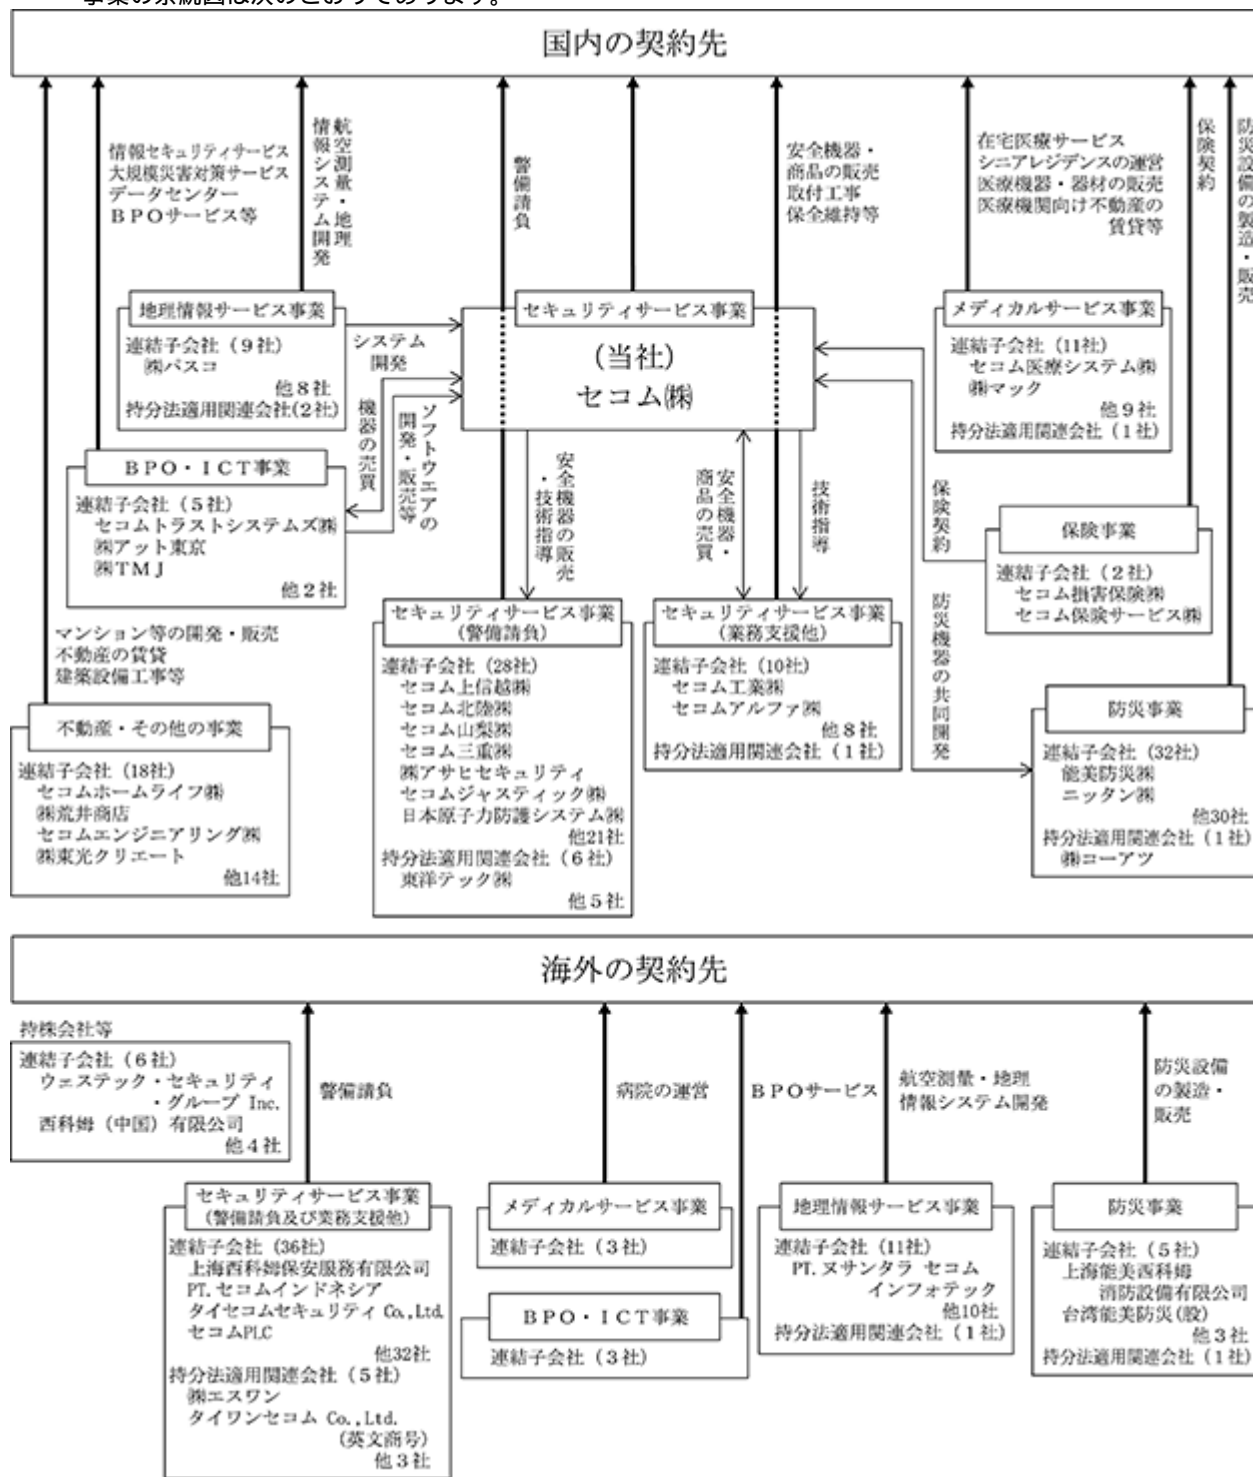 事業の系統図は次のとおりであります。
国内の契約先
情報セキュリティサービス
大規模災害対策サービス
データセンター
ＢＰＯサービス等
航空測量・地理
情報システム開発
警備請負
安全機器・
商品の販売
取付工事
保全維持等
在宅医療サービス
シニアレジデンスの運営
医療機器・器材の販売
医療機関向け不動産の
賃貸等
保険契約
防災設備の製造・販売
地理情報サービス事業
連結子会社（９社）
㈱パスコ
他８社
持分法適用関連会社(２社)
システム
開発
セキュリティサービス事業
(当社)
セコム㈱
メディカルサービス事業
連結子会社（11社）
セコム医療システム㈱
㈱マック
他９社
持分法適用関連会社（１社）
ＢＰＯ・ＩＣＴ事業
連結子会社（５社）
セコムトラストシステムズ㈱
㈱アット東京
㈱ＴＭＪ
他２社
機器の売買
ソフトウエアの
開発・販売等
安全機器の販売
・技術指導
安全機器・
商品の売買
技術指導
保険契約
防災機器の共同開発
保険事業
連結子会社（２社）
セコム損害保険㈱
セコム保険サービス㈱
マンション等の開発・販売
不動産の賃貸
建築設備工事等
不動産・その他の事業
連結子会社（18社）
セコムホームライフ㈱
㈱荒井商店
セコムエンジニアリング㈱
㈱東光クリエート
他14社
セキュリティサービス事業
(警備請負)
連結子会社（28社）
セコム上信越㈱
セコム北陸㈱
セコム山梨㈱
セコム三重㈱
㈱アサヒセキュリティ
セコムジャスティック㈱
日本原子力防護システム㈱
他21社
持分法適用関連会社（６社）
東洋テック㈱
他５社
セキュリティサービス事業
(業務支援他)
連結子会社（10社）
セコム工業㈱
セコムアルファ㈱
他８社
持分法適用関連会社（１社）
防災事業
連結子会社（32社）
能美防災㈱
ニッタン㈱
他30社
持分法適用関連会社（１社）
㈱コーアツ
海外の契約先
持株会社等
連結子会社（６社）
ウェステック・セキュリティ
・グループ Inc.
西科姆（中国）有限公司
他４社
警備請負
病院の運営
ＢＰＯサービス
航空測量・地理
情報システム開発
防災設備
の製造・
販売
セキュリティサービス事業
(警備請負及び業務支援他)
連結子会社（36社）
上海西科姆保安服務有限公司
PT.セコムインドネシア
タイセコムセキュリティ Co.,Ltd.
セコムPLC
他32社
持分法適用関連会社（５社）
㈱エスワン
タイワンセコム Co.,Ltd.
(英文商号)
他３社
メディカルサービス事業
連結子会社（３社）
ＢＰＯ・ＩＣＴ事業
連結子会社（３社）
地理情報サービス事業
連結子会社（11社）
PT.ヌサンタラ セコム
インフォテック
他10社
持分法適用関連会社（１社）
防災事業
連結子会社（５社）
上海能美西科姆
消防設備有限公司
台湾能美防災(股)
他３社
持分法適用関連会社（１社）